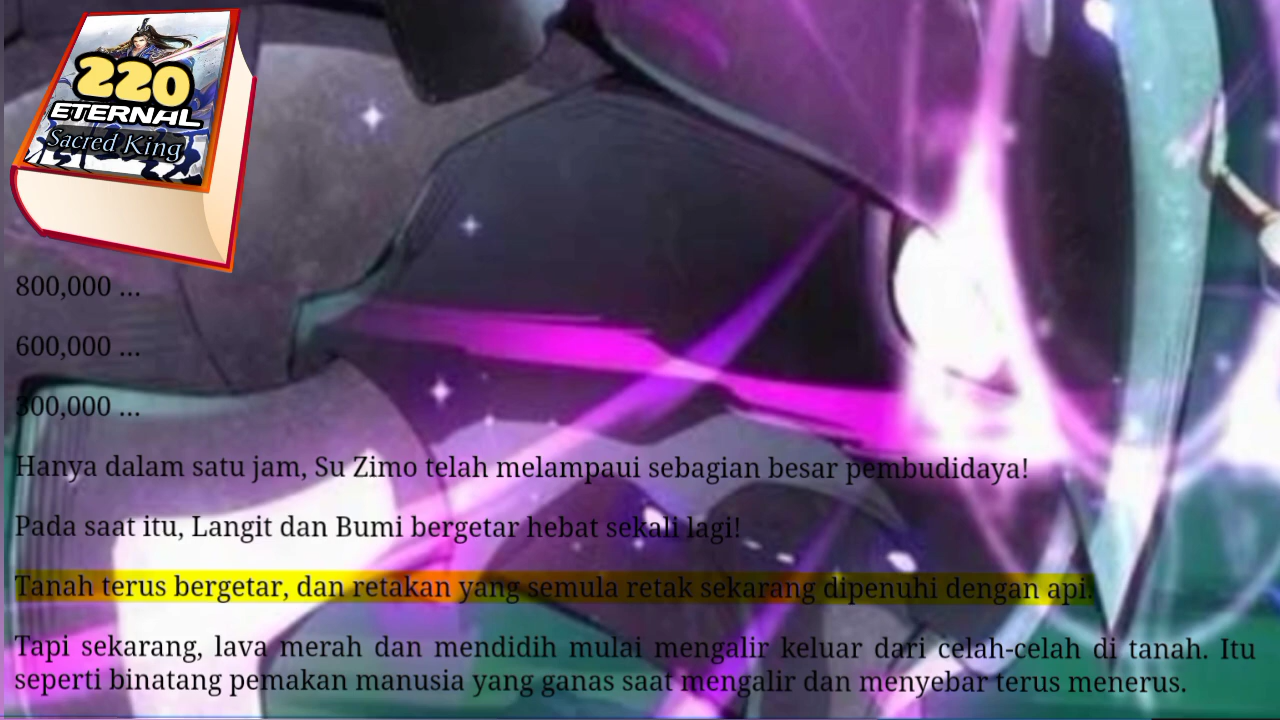 220
ETERNAL
Sacred King
800,000 ...
600,000 ...
300,000 ...
Hanya dalam satu jam, Su Zimo telah melampaui sebagian besar pembudidaya!
Pada saat itu, Langit dan Bumi bergetar hebat sekali lagi!
Tanah terus bergetar, dan retakan yang semula retak sekarang dipenuhi dengan api.
Tapi sekarang, lava merah dan mendidih mulai mengalir keluar dari celah-celah di tanah. Itu
seperti binatang pemakan manusia yang ganas saat mengalir dan menyebar terus menerus.